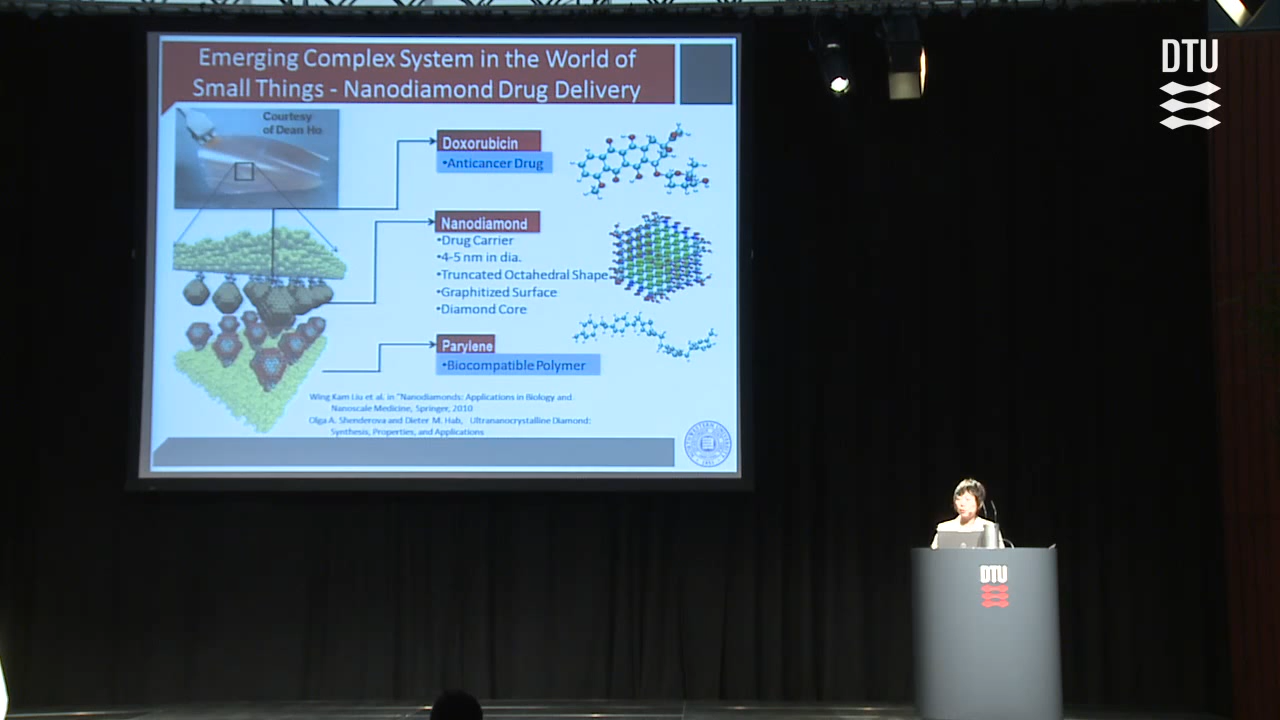 Emerging Complex System in the World of
Small Things - Nanodiamond Drug Delivery
Courtesy
of Dean Ho
Doxorubicin
•Anticancer Drug
Nanodiamond
•Drug Carrier
•4-5 nm in dia.
•Truncated Octahedral Shape
•Graphitized Surface
•Diamond Core
Parylene
•Biocompatible Polymer
Wing Kam Liu et al. in "Nanodiamonds: Applications in Biology and
Nanoscale Medicine, Springer, 2010
Olga A. Shenderova and Dieter M. Hab, Ultrananocrystalline Diamond:
Synthesis, Properties, and Applications
DTU
DTU